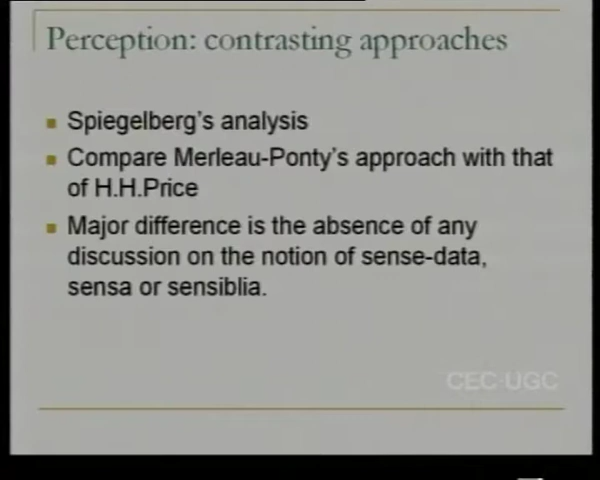 Perception: contrasting approaches
Spiegelberg's analysis
Compare Merleau-Ponty's approach with that
of H.H.Price
Major difference is the absence of any
discussion on the notion of sense-data,
sensa or sensiblia.
CEC-UGC